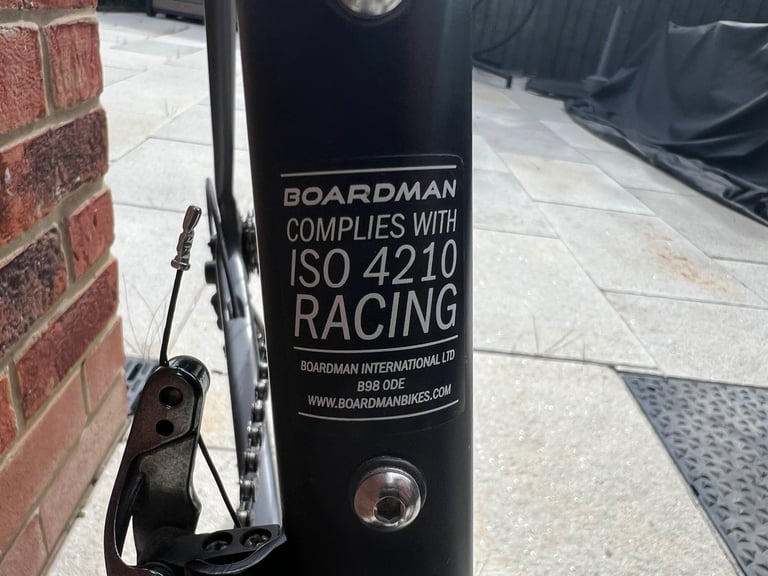 BOARDMAN
COMPLIES WITH
ISO 4210
RACING
BOARDMAN INTERNATIONAL LTD
B98 0DE
WWW.BOARDMANBIKES.COM